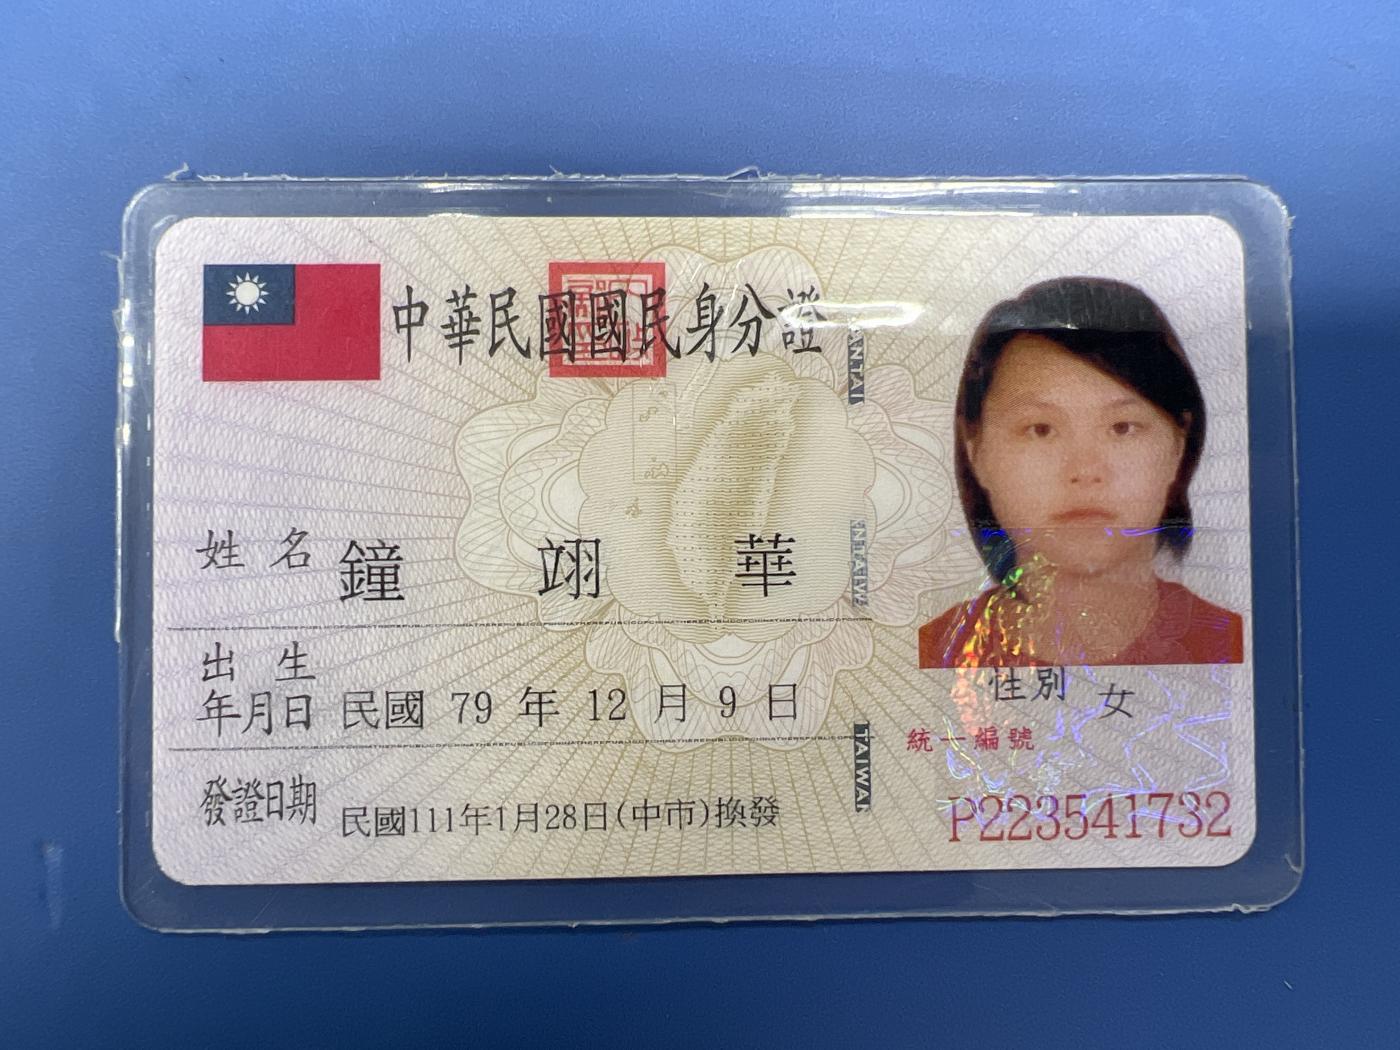 中華民國國民身分證
姓名 鐘翊華
出生年月日 民國 79 年 12 月 9 日
發證日期 民國111年1月28日(中市)換發
性別 女
統一編號
P223541732
TAIWAN